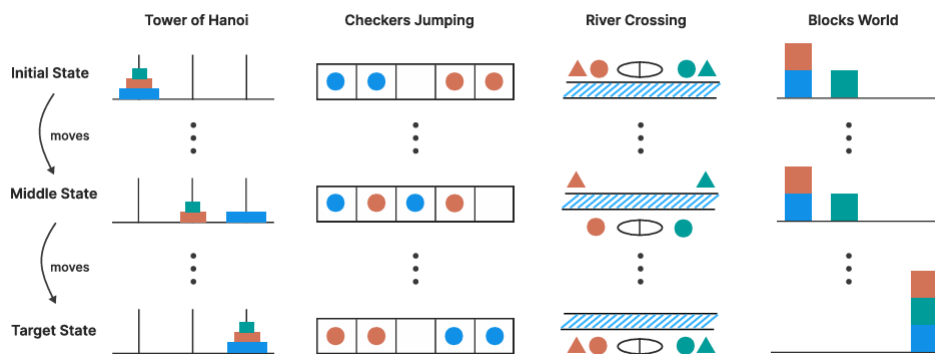 Tower of Hanoi
Checkers Jumping
River Crossing
Blocks World
Initial State
moves
Middle State
moves
Target State